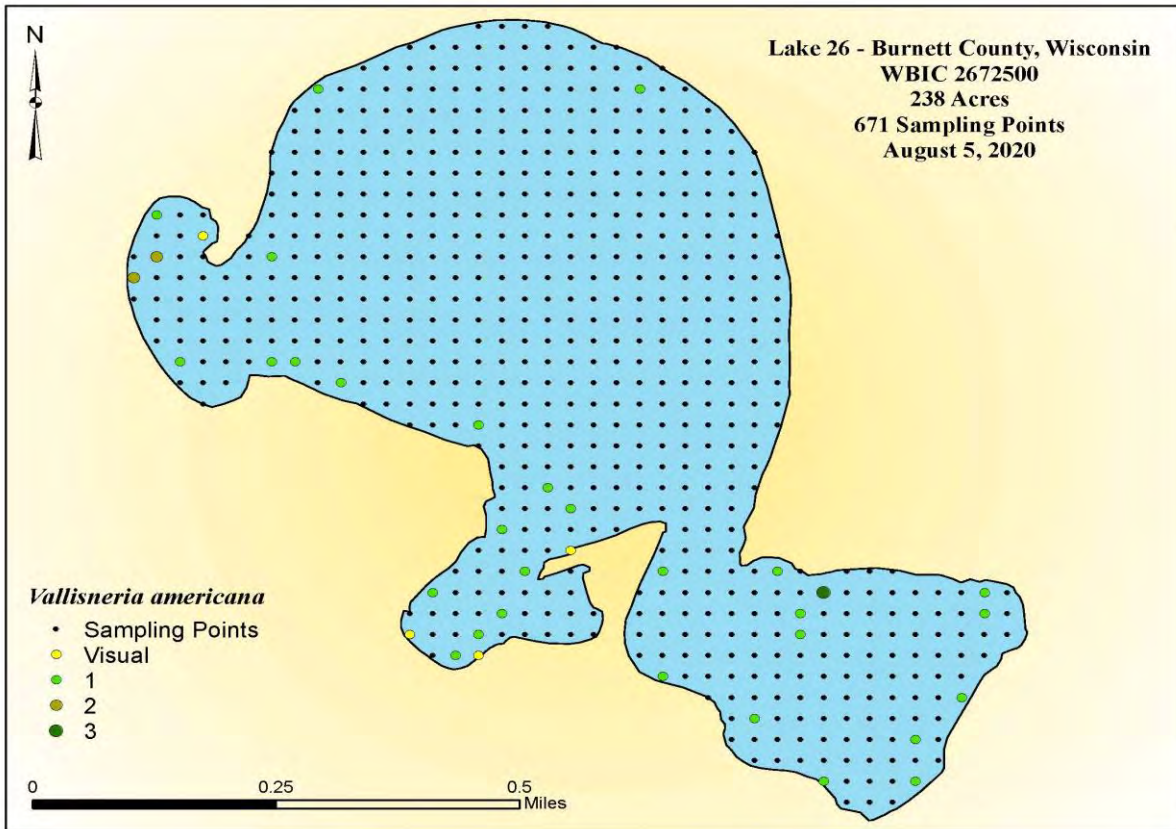 N
Lake 26 - Burnett County, Wisconsin
WBIC 2672500
238 Acres
671 Sampling Points
August 5, 2020
Vallisneria americana
Sampling Points
Visual
1
2
3
0 0.25 0.5
Miles